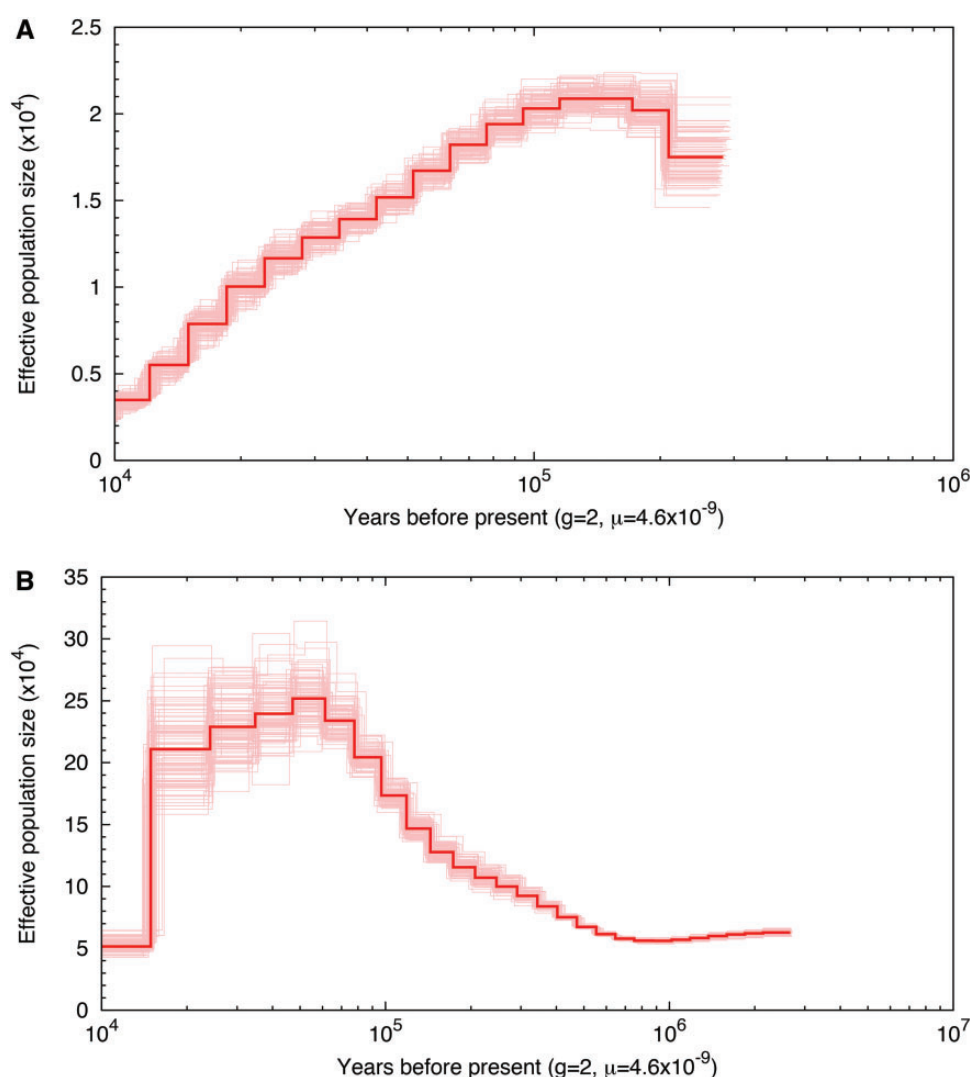 A
2.5
2
1.5
1
0.5
0
Effective population size (x10⁴)
10⁴ 10⁵ 10⁶
Years before present (g=2, μ=4.6x10⁻⁹)
B
35
30
25
20
15
10
5
0
Effective population size (x10⁴)
10⁴ 10⁵ 10⁶ 10⁷
Years before present (g=2, μ=4.6x10⁻⁹)